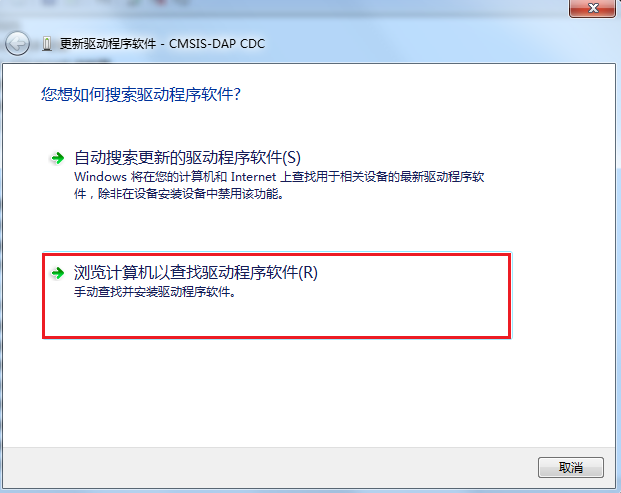 更新驱动程序软件 - CMSIS-DAP CDC
您想如何搜索驱动程序软件?
自动搜索更新的驱动程序软件(S)
Windows 将在您的计算机和 Internet 上查找用于相关设备的最新驱动程序软
件，除非在设备安装设备中禁用该功能。
浏览计算机以查找驱动程序软件(R)
手动查找并安装驱动程序软件。
取消